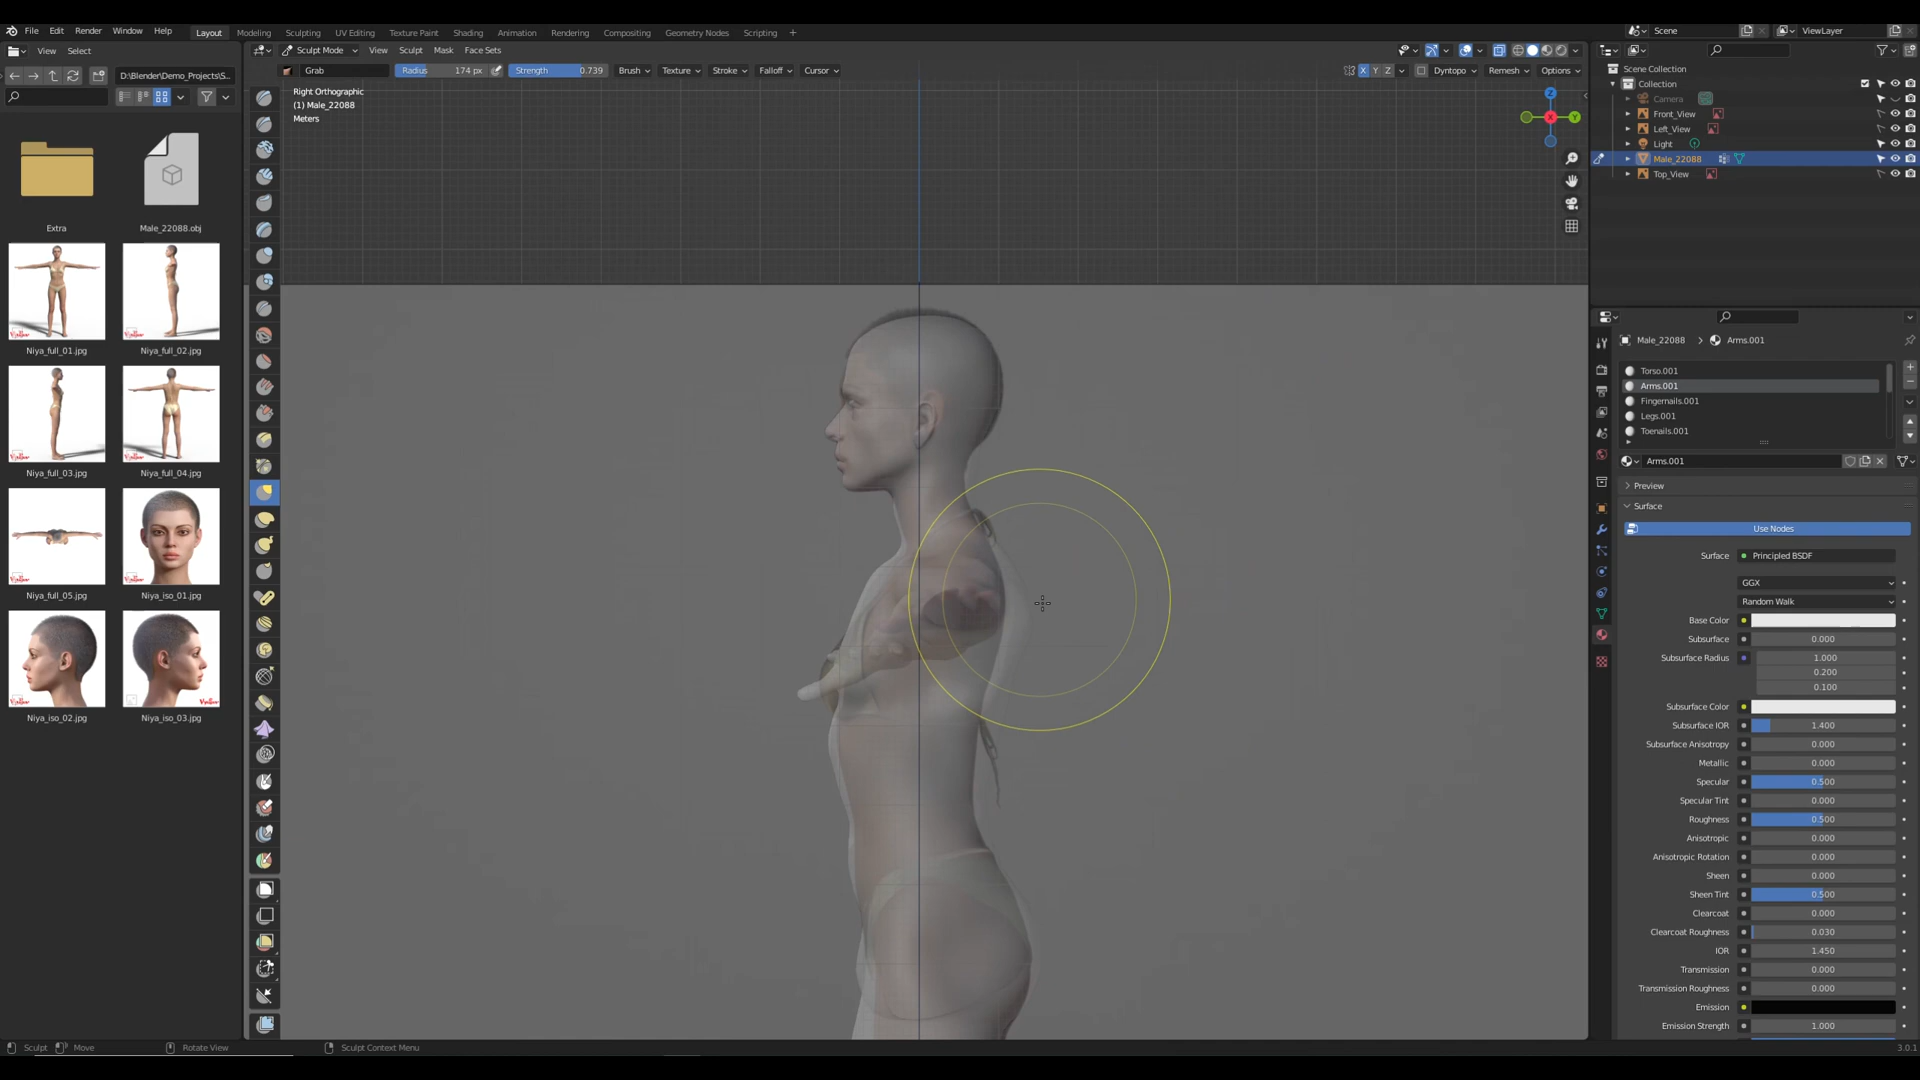 File Edit Render Window Help
Layout Modeling Sculpting UV Editing Texture Paint Shading Animation Rendering Compositing Geometry Nodes Scripting +
Scene
ViewLayer
View Select
Sculpt Mode View Sculpt Mask Face Sets
D:\Blender\Demo_Projects\S...
Grab
Radius 174 px
Strength 0.739
Brush Texture Stroke Falloff Cursor
X Y Z
Dyntopo Remesh Options
Right Orthographic
(1) Male_22088
Meters
Z
X
Y
Extra
Male_22088.obj
Niya_full_01.jpg
Niya_full_02.jpg
Niya_full_03.jpg
Niya_full_04.jpg
Niya_full_05.jpg
Niya_iso_01.jpg
Niya_iso_02.jpg
Niya_iso_03.jpg
Scene Collection
Collection
Camera
Front_View
Left_View
Light
Male_22088
Top_View
Male_22088 > Arms.001
Torso.001
Arms.001
Fingernails.001
Legs.001
Toenails.001
Arms.001
Preview
Surface
Use Nodes
Surface Principled BSDF
GGX
Random Walk
Base Color
Subsurface 0.000
Subsurface Radius 1.000
0.200
0.100
Subsurface Color
Subsurface IOR 1.400
Subsurface Anisotropy 0.000
Metallic 0.000
Specular 0.500
Specular Tint 0.000
Roughness 0.500
Anisotropic 0.000
Anisotropic Rotation 0.000
Sheen 0.000
Sheen Tint 0.500
Clearcoat 0.000
Clearcoat Roughness 0.030
IOR 1.450
Transmission 0.000
Transmission Roughness 0.000
Emission
Emission Strength 1.000
Sculpt Move Rotate View Sculpt Context Menu
3.0.1